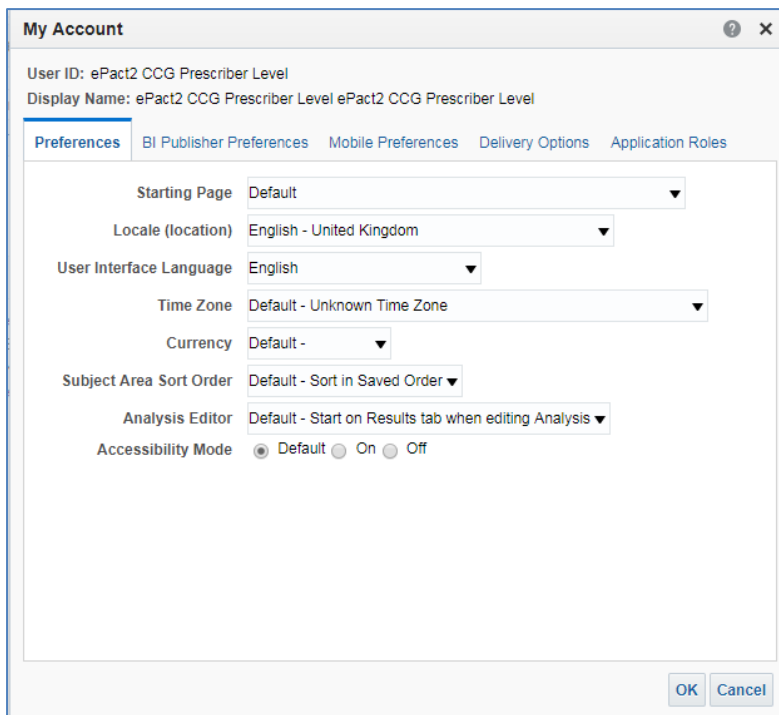 My Account
User ID: ePact2 CCG Prescriber Level
Display Name: ePact2 CCG Prescriber Level ePact2 CCG Prescriber Level
Preferences BI Publisher Preferences Mobile Preferences Delivery Options Application Roles
Starting Page Default
Locale (location) English - United Kingdom
User Interface Language English
Time Zone Default - Unknown Time Zone
Currency Default -
Subject Area Sort Order Default - Sort in Saved Order
Analysis Editor Default - Start on Results tab when editing Analysis
Accessibility Mode Default On Off
OK Cancel